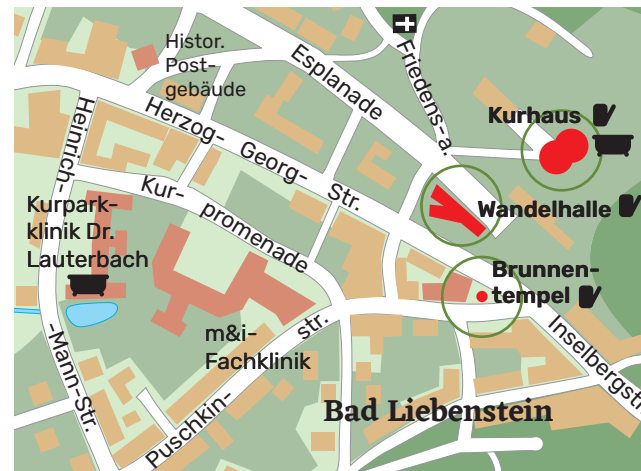 Histor.
Post-
gebäude
Esplanade
Friedens-a.
Kurhaus
Heinrich-
-Mann-Str.
Herzog-
Georg-
Str.
Kurpark-
klinik Dr.
Lauterbach
Kur-
promenade
Wandelhalle
Brunnen-
tempel
m&i-
Fachklinik
Puschkin-
str.
Inselbergstr
Bad Liebenstein